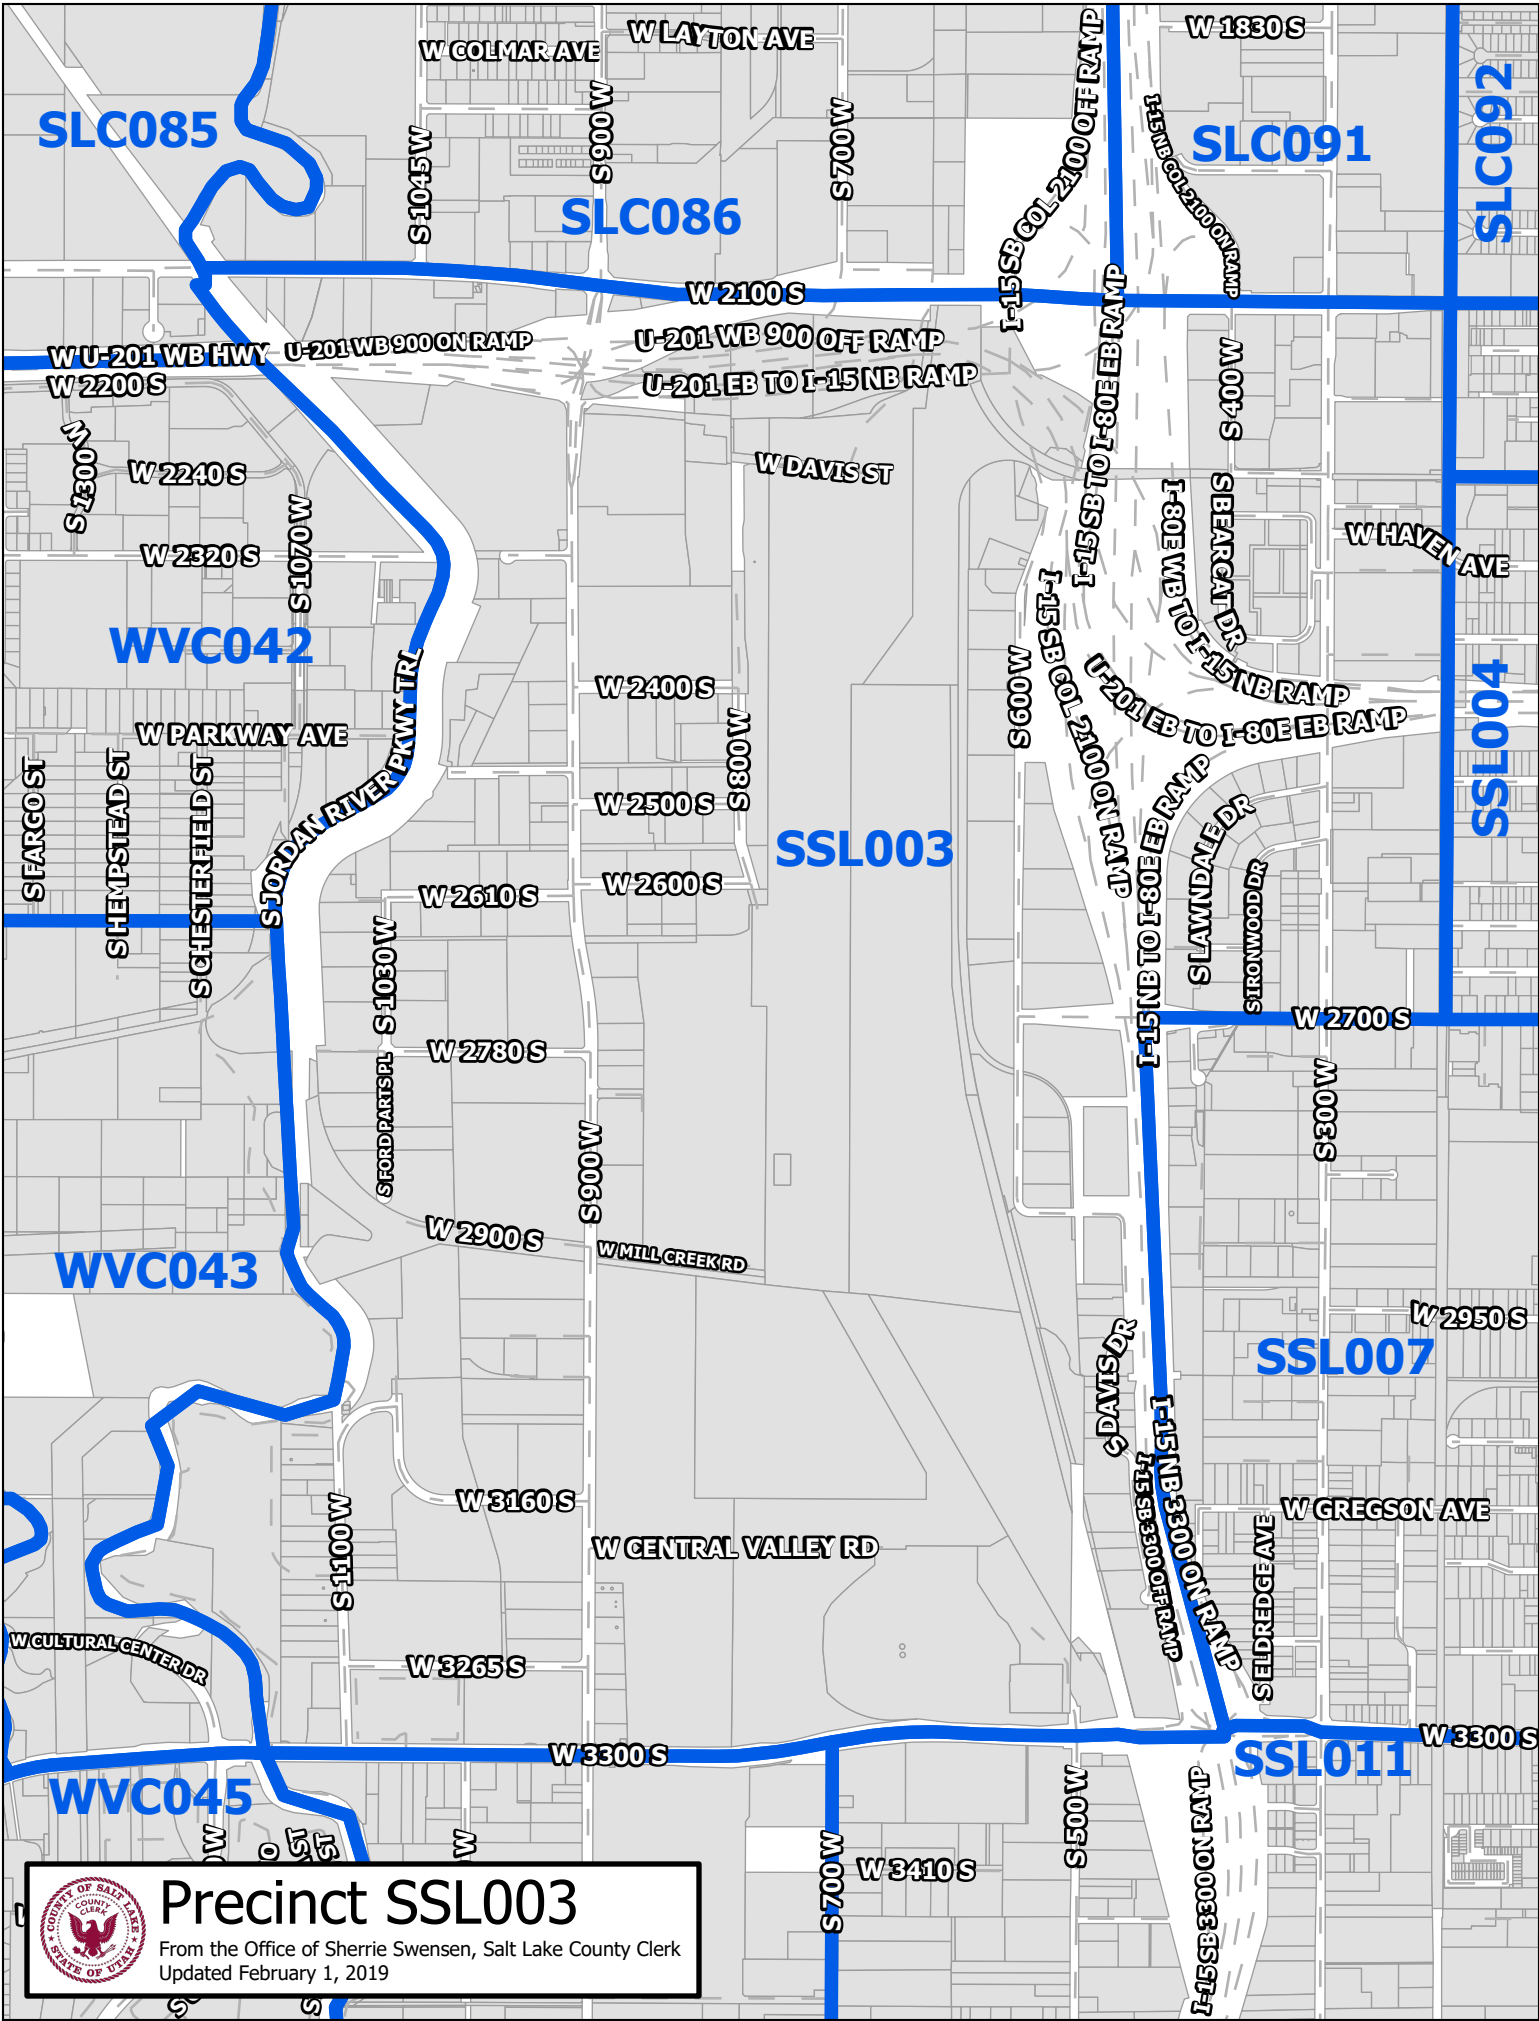 W COLMAR AVE
W LAYTON AVE
W 1830 S
SLC085
S 1045 W
S 900 W
S 700 W
I-15 SB COL 2100 OFF RAMP
I-15 NB COL 2100 ON RAMP
SLC091
SLC092
SLC086
W 2100 S
W U-201 WB HWY
U-201 WB 900 ON RAMP
U-201 WB 900 OFF RAMP
W 2200 S
U-201 EB TO I-15 NB RAMP
I-15 SB TO I-80E EB RAMP
S 400 W
S 1300 W
W 2240 S
W DAVIS ST
W 2320 S
S 1070 W
I-80E WB TO I-15 NB RAMP
S BEARCAT DR
W HAVEN AVE
WVC042
W 2400 S
S 600 W
I-15 SB COL 2100 ON RAMP
U-201 EB TO I-80E EB RAMP
SSL004
W PARKWAY AVE
S JORDAN RIVER PKWY TRL
S FARGO ST
S HEMPSTEAD ST
S CHESTERFIELD ST
W 2500 S
S 800 W
SSL003
I-15 NB TO I-80E EB RAMP
S LAWNDALE DR
S IRONWOOD DR
W 2610 S
W 2600 S
S 1030 W
W 2700 S
W 2780 S
S FORD PARTS PL
S 900 W
S 300 W
W 2900 S
W MILL CREEK RD
WVC043
W 2950 S
SSL007
S DAVIS DR
I-15 NB 3300 ON RAMP
I-15 SB 3300 OFF RAMP
W 3160 S
S 1100 W
W CENTRAL VALLEY RD
W GREGSON AVE
S ELDREDGE AVE
W CULTURAL CENTER DR
W 3265 S
W 3300 S
W 3300 S
SSL011
WVC045
S 500 W
I-15 SB 3300 ON RAMP
S 700 W
W 3410 S
COUNTY OF SALT LAKE
COUNTY CLERK
STATE OF UTAH
Precinct SSL003
From the Office of Sherrie Swensen, Salt Lake County Clerk
Updated February 1, 2019